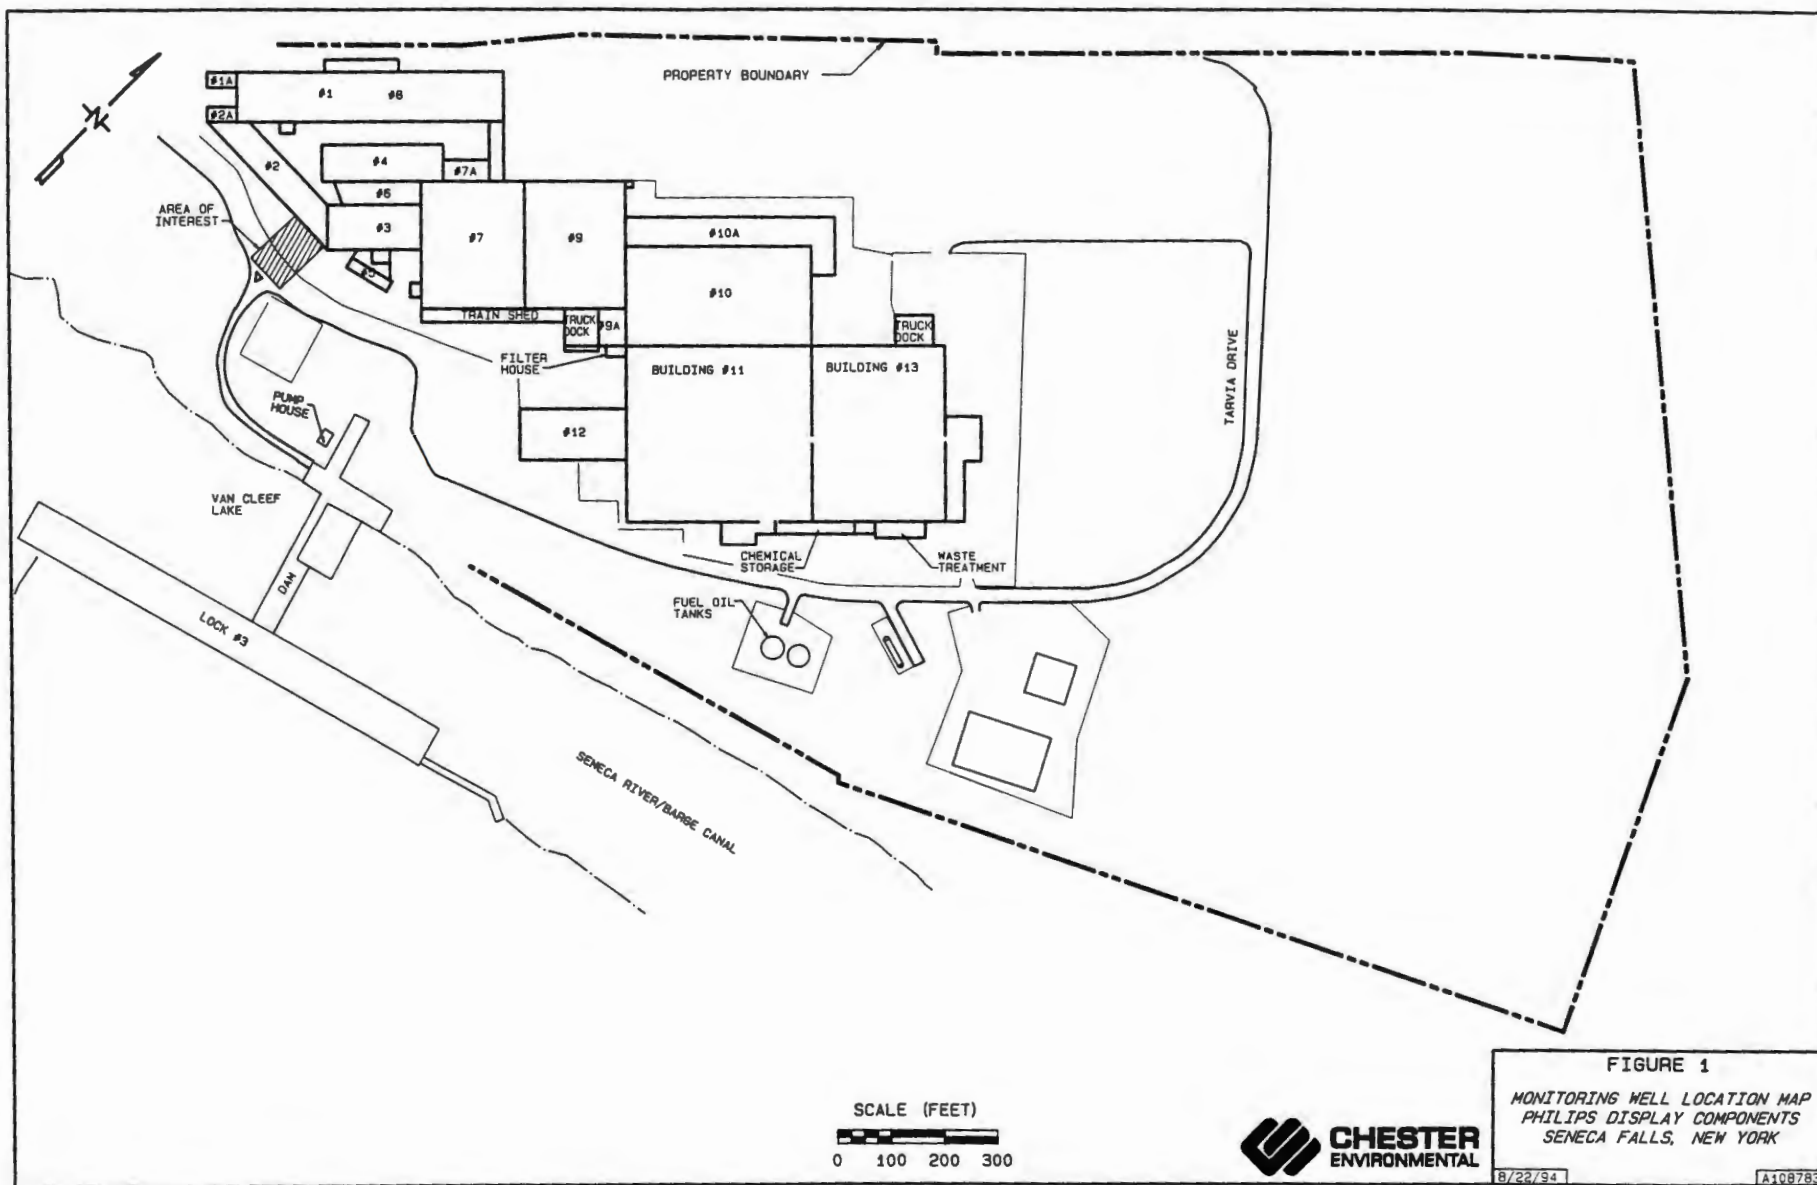 PROPERTY BOUNDARY
N
#1A
#1
#8
#2A
#2
#4
#7A
#6
AREA OF
INTEREST
#3
#7
#9
#10A
#5
#10
TRAIN SHED
TRUCK
DOCK
#9A
TRUCK
DOCK
FILTER
HOUSE
BUILDING #11
BUILDING #13
TARVIA DRIVE
PUMP
HOUSE
#12
VAN CLEEF
LAKE
CHEMICAL
STORAGE
WASTE
TREATMENT
DAM
FUEL OIL
TANKS
LOCK #3
SENECA RIVER/BARGE CANAL
SCALE (FEET)
0 100 200 300
CHESTER
ENVIRONMENTAL
FIGURE 1
MONITORING WELL LOCATION MAP
PHILIPS DISPLAY COMPONENTS
SENECA FALLS, NEW YORK
8/22/94